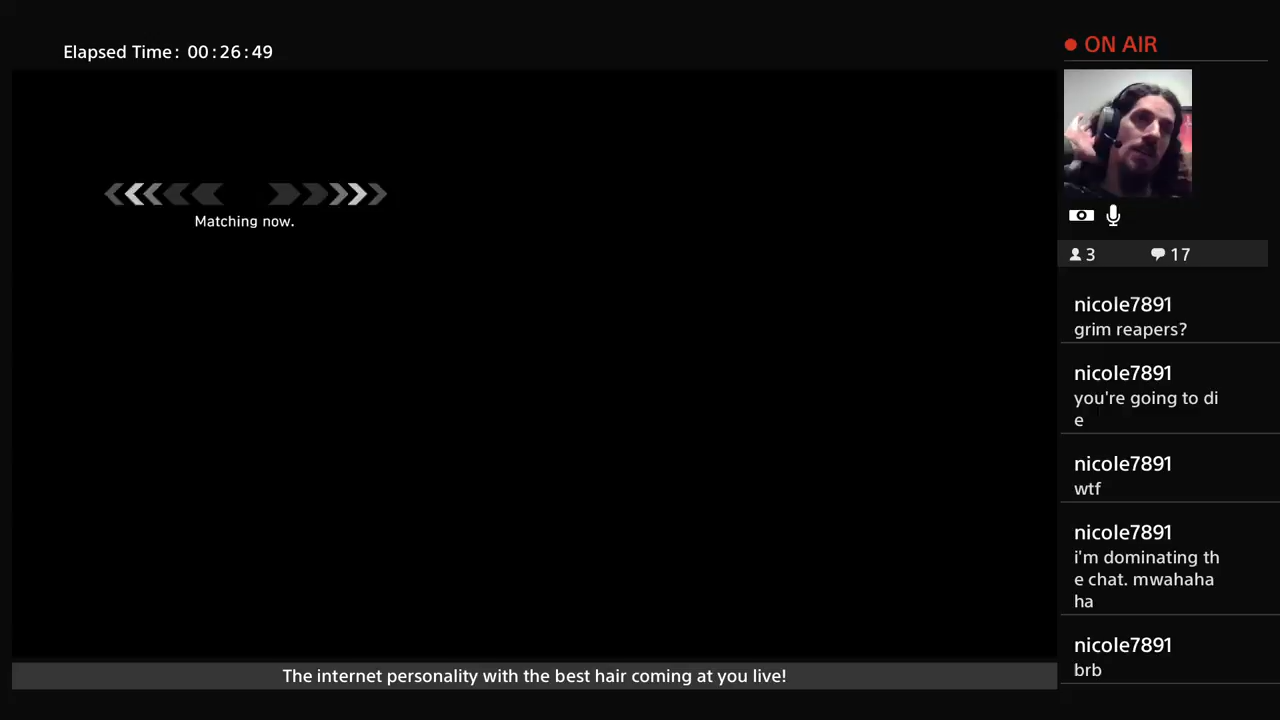 Elapsed Time: 00:26:49
ON AIR
Matching now.
3
17
nicole7891
grim reapers?
nicole7891
you're going to di
e
nicole7891
wtf
nicole7891
i'm dominating th
e chat. mwahaha
ha
nicole7891
brb
The internet personality with the best hair coming at you live!